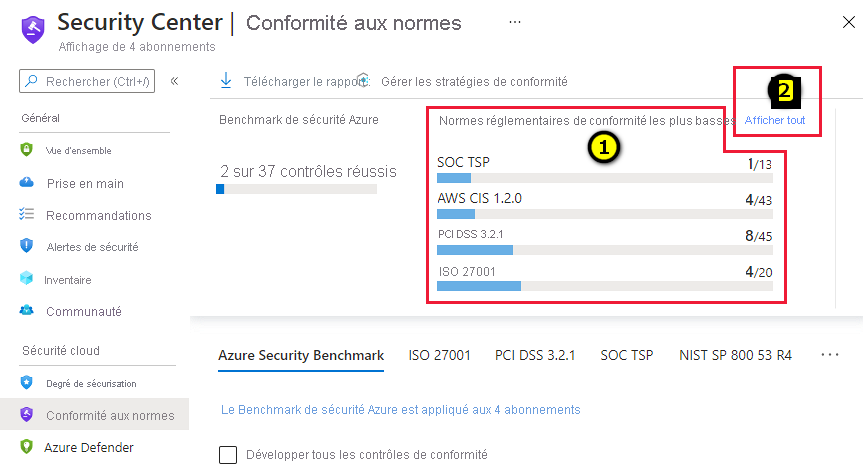 Security Center | Conformité aux normes ...
Affichage de 4 abonnements
Rechercher (Ctrl+/) «
Télécharger le rapport. Gérer les stratégies de conformité
Général
Vue d'ensemble
Prise en main
Recommandations
Alertes de sécurité
Inventaire
Communauté
Sécurité cloud
Degré de sécurisation
Conformité aux normes
Azure Defender
Benchmark de sécurité Azure
2 sur 37 contrôles réussis
Normes réglementaires de conformité les plus basses
Afficher tout
2
1
SOC TSP 1/13
AWS CIS 1.2.0 4/43
PCI DSS 3.2.1 8/45
ISO 27001 4/20
Azure Security Benchmark ISO 27001 PCI DSS 3.2.1 SOC TSP NIST SP 800 53 R4 ...
Le Benchmark de sécurité Azure est appliqué aux 4 abonnements
Développer tous les contrôles de conformité